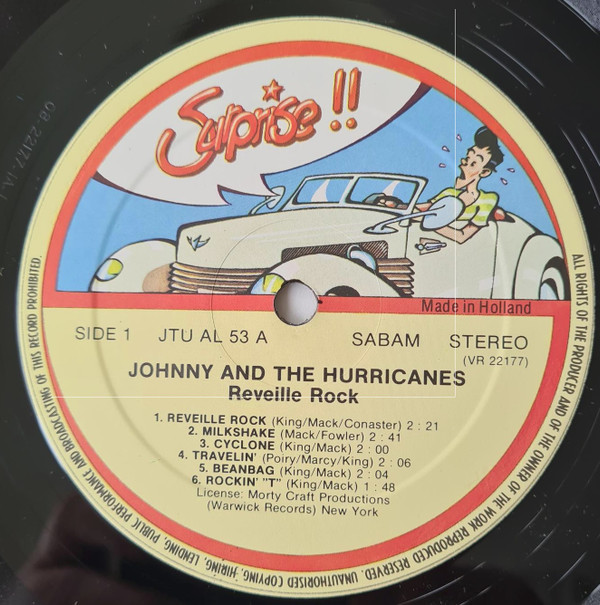 Surprise !!
Made in Holland
SIDE 1 JTU AL 53 A SABAM STEREO
(VR 22177)
JOHNNY AND THE HURRICANES
Reveille Rock
1. REVEILLE ROCK (King/Mack/Conaster) 2 : 21
2. MILKSHAKE (Mack/Fowler) 2 : 41
3. CYCLONE (King/Mack) 2 : 00
4. TRAVELIN' (Poiry/Marcy/King) 2 : 06
5. BEANBAG (King/Mack) 2 : 04
6. ROCKIN' "T" (King/Mack) 1 : 48
License: Morty Craft Productions
(Warwick Records) New York
ALL RIGHTS OF THE PRODUCER AND OF THE OWNER OF THE WORK REPRODUCED RESERVED. UNAUTHORISED COPYING, HIRING, LENDING, PUBLIC PERFORMANCE AND BROADCASTING OF THIS RECORD PROHIBITED.